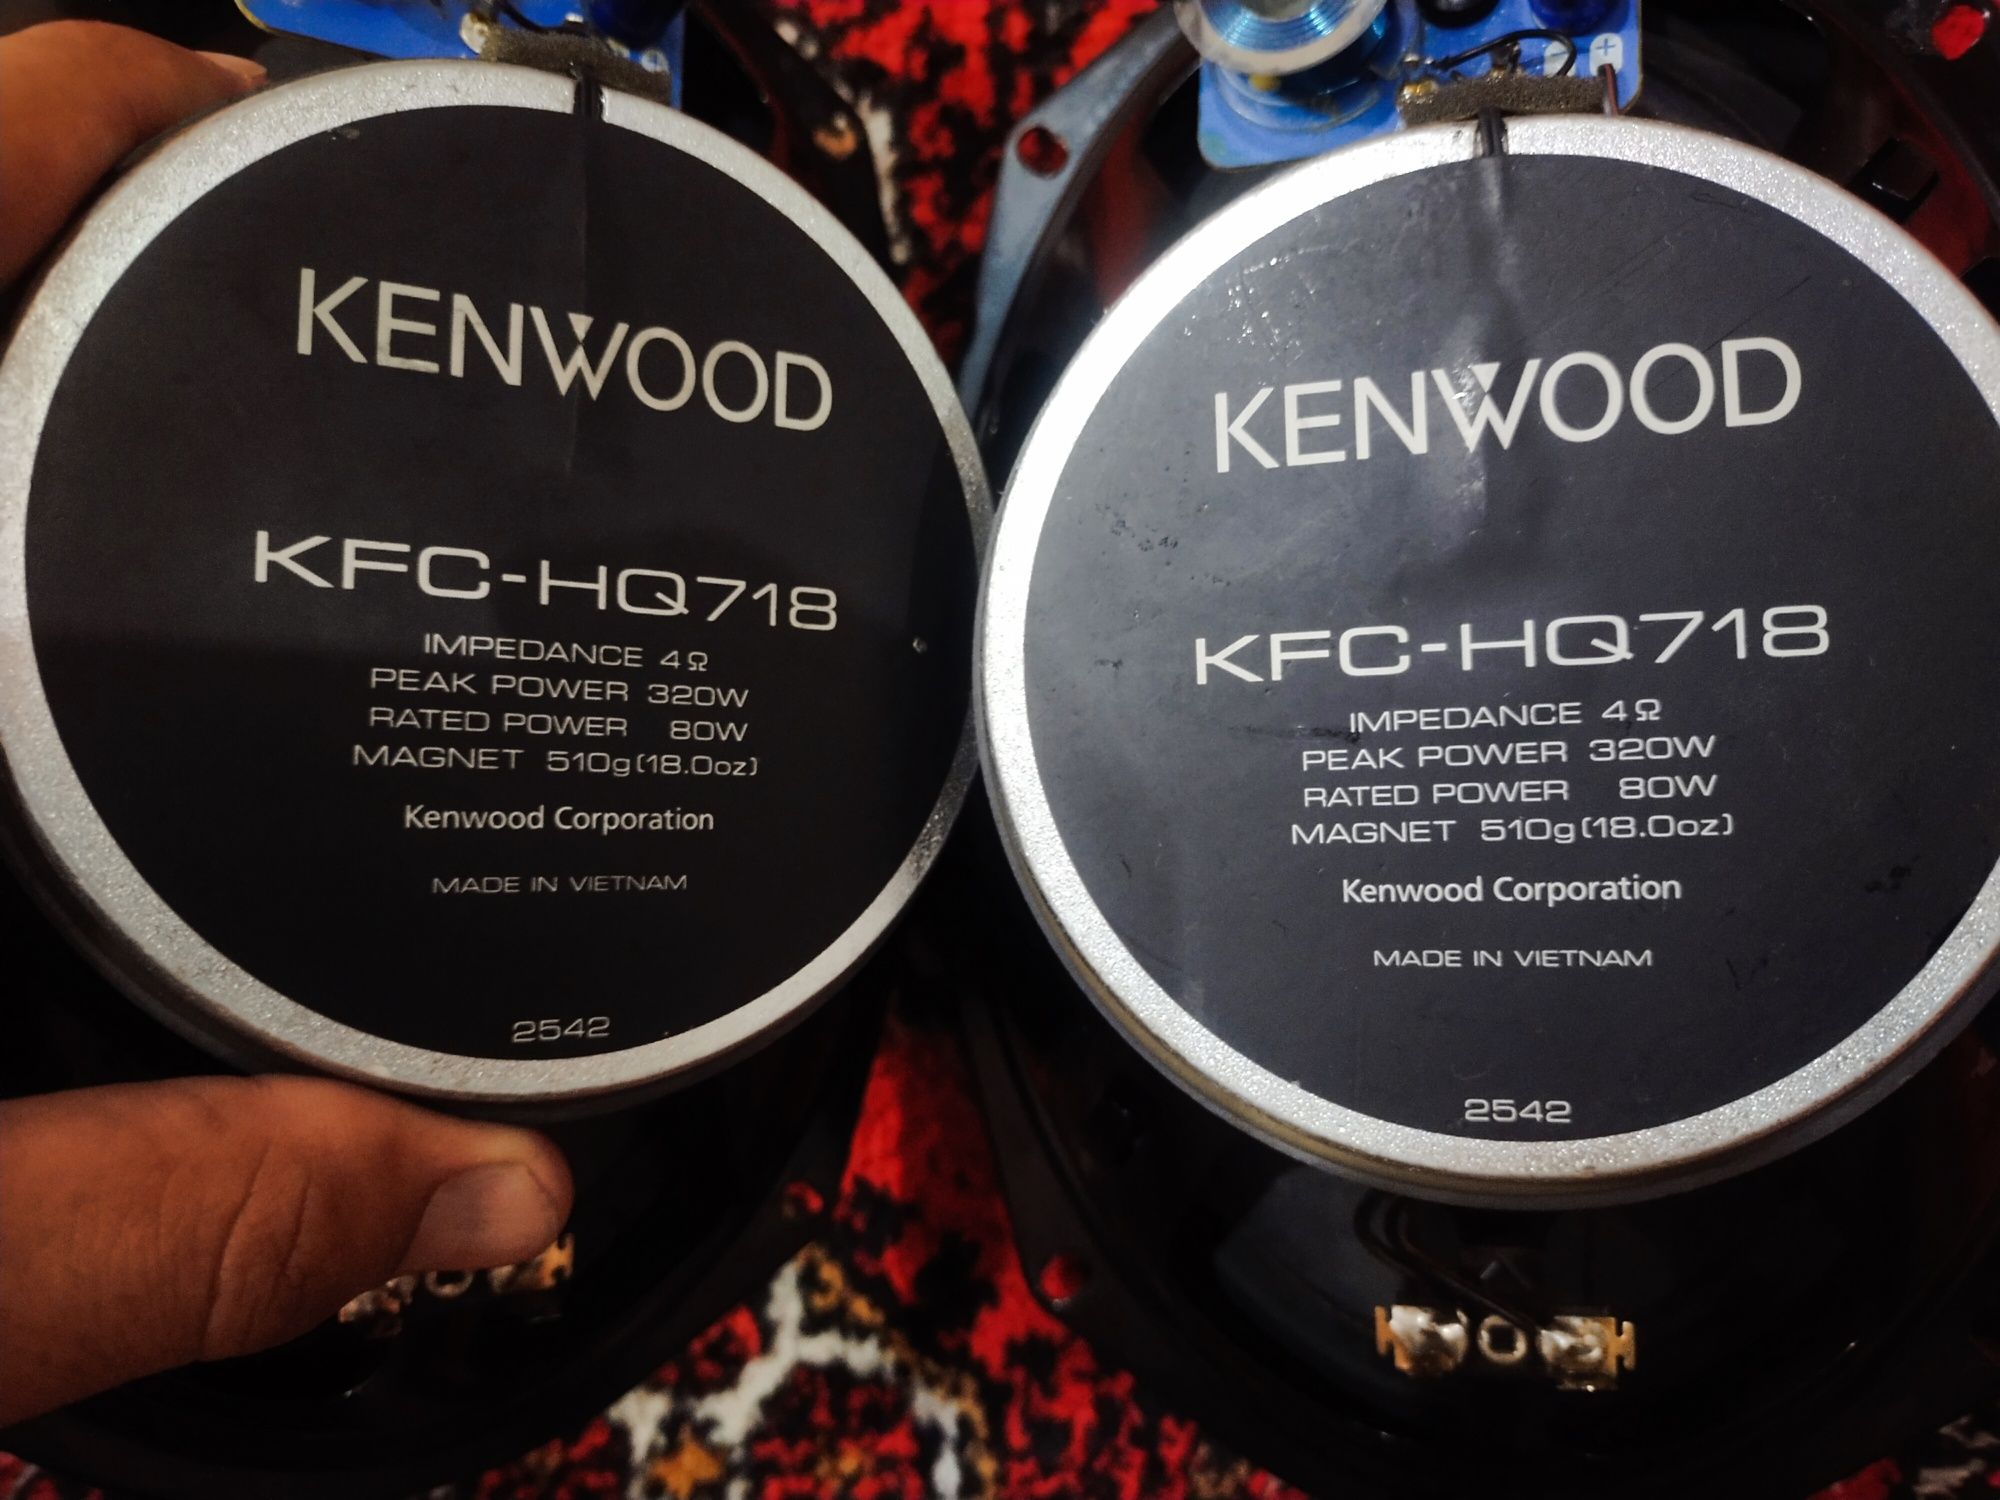 KENWOOD
KFC-HQ718
IMPEDANCE 4Ω
PEAK POWER 320W
RATED POWER 80W
MAGNET 510g(18.0oz)
Kenwood Corporation
MADE IN VIETNAM
2542
+
KENWOOD
KFC-HQ718
IMPEDANCE 4Ω
PEAK POWER 320W
RATED POWER 80W
MAGNET 510g(18.0oz)
Kenwood Corporation
MADE IN VIETNAM
2542